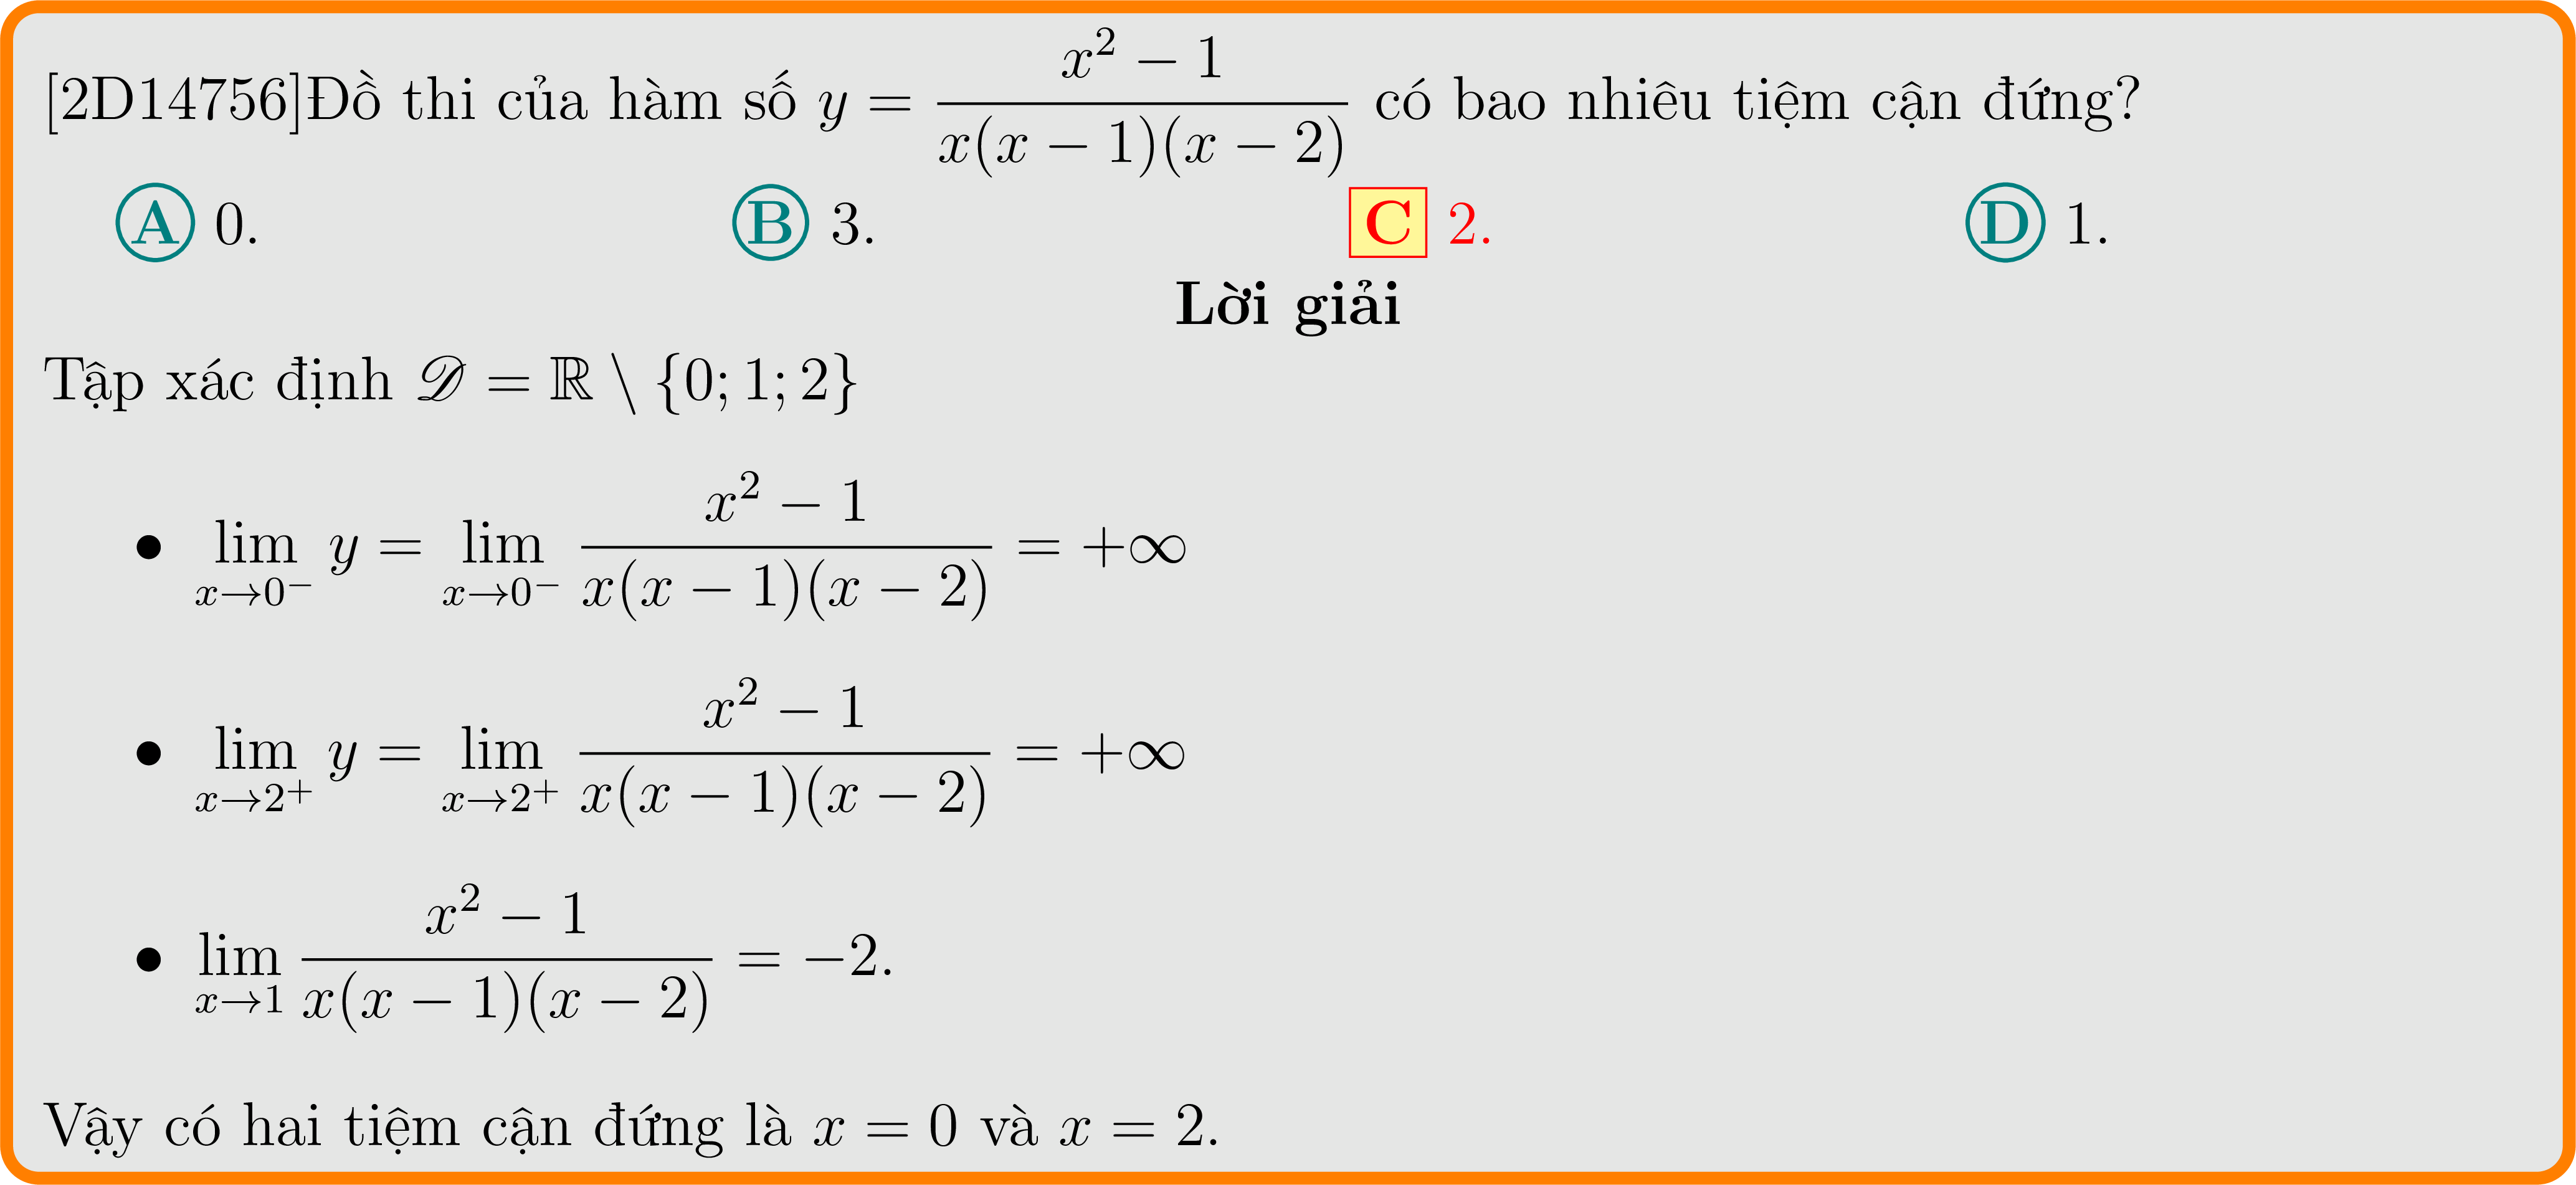 [2D14756]Đồ thi của hàm số $y = \dfrac{x^2 - 1}{x(x - 1)(x - 2)}$ có bao nhiêu tiệm cận đứng?
A 0. B 3. C 2. D 1.
Lời giải
Tập xác định $\mathscr{D} = \mathbb{R} \setminus \{0; 1; 2\}$
• $\lim\limits_{x \to 0^-} y = \lim\limits_{x \to 0^-} \dfrac{x^2 - 1}{x(x - 1)(x - 2)} = +\infty$
• $\lim\limits_{x \to 2^+} y = \lim\limits_{x \to 2^+} \dfrac{x^2 - 1}{x(x - 1)(x - 2)} = +\infty$
• $\lim\limits_{x \to 1} \dfrac{x^2 - 1}{x(x - 1)(x - 2)} = -2.$
Vậy có hai tiệm cận đứng là $x = 0$ và $x = 2$.